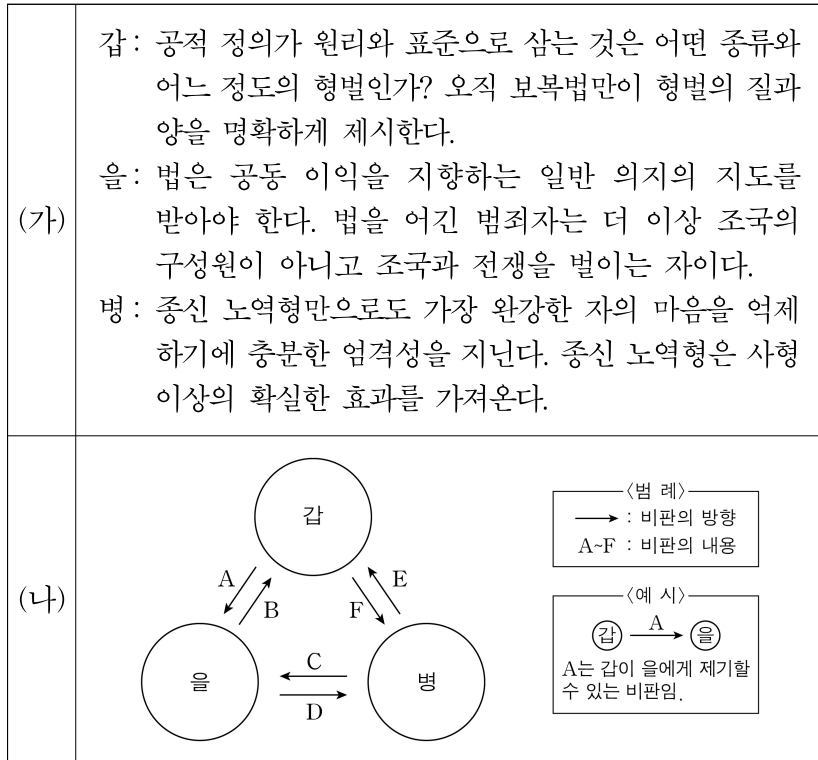 (가)
갑: 공적 정의가 원리와 표준으로 삼는 것은 어떤 종류와
어느 정도의 형벌인가? 오직 보복법만이 형벌의 질과
양을 명확하게 제시한다.
을: 법은 공동 이익을 지향하는 일반 의지의 지도를
받아야 한다. 법을 어긴 범죄자는 더 이상 조국의
구성원이 아니고 조국과 전쟁을 벌이는 자이다.
병: 종신 노역형만으로도 가장 완강한 자의 마음을 억제
하기에 충분한 엄격성을 지닌다. 종신 노역형은 사형
이상의 확실한 효과를 가져온다.
(나)
갑
A
B
F
E
을
C
D
병
〈범 례〉
: 비판의 방향
A~F : 비판의 내용
〈예 시〉
갑 A 을
A는 갑이 을에게 제기할
수 있는 비판임.